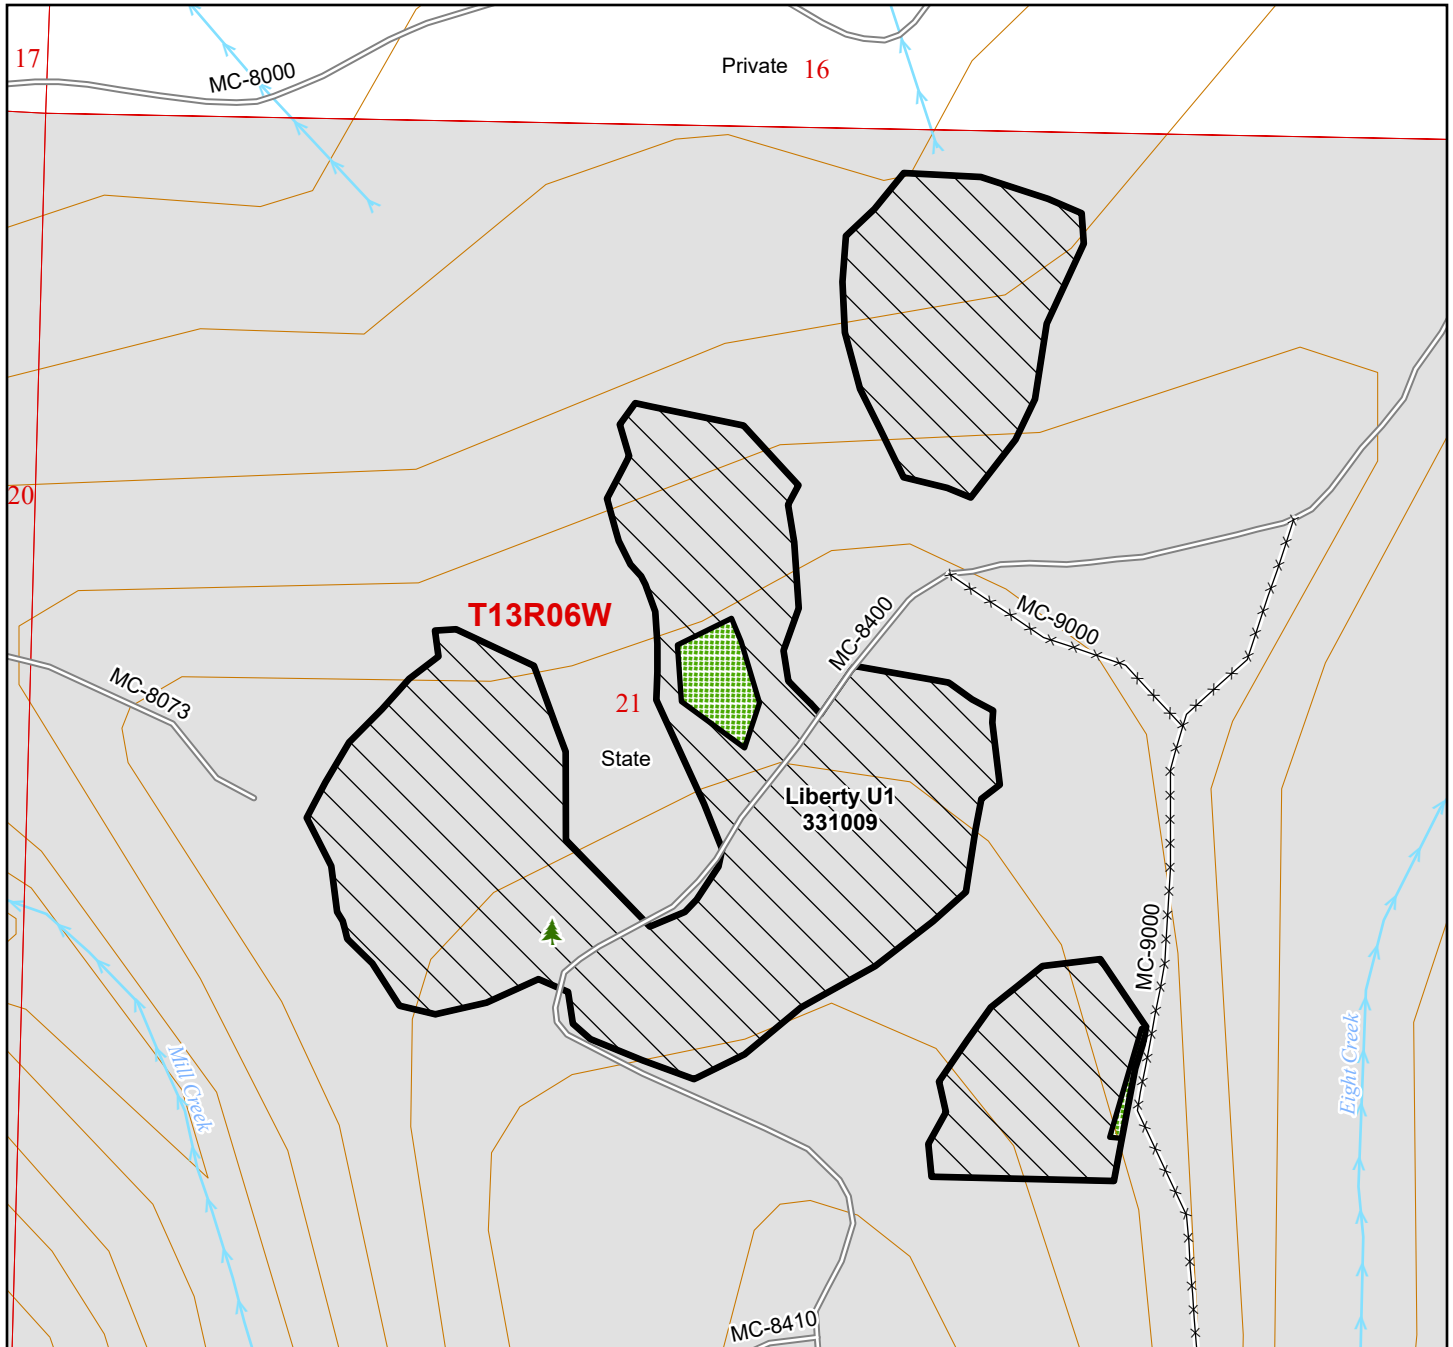 17
MC-8000
Private
16
20
T13R06W
MC-9000
MC-8400
MC-8073
21
State
Liberty U1
331009
MC-9000
Mill Creek
Eight Creek
MC-8410